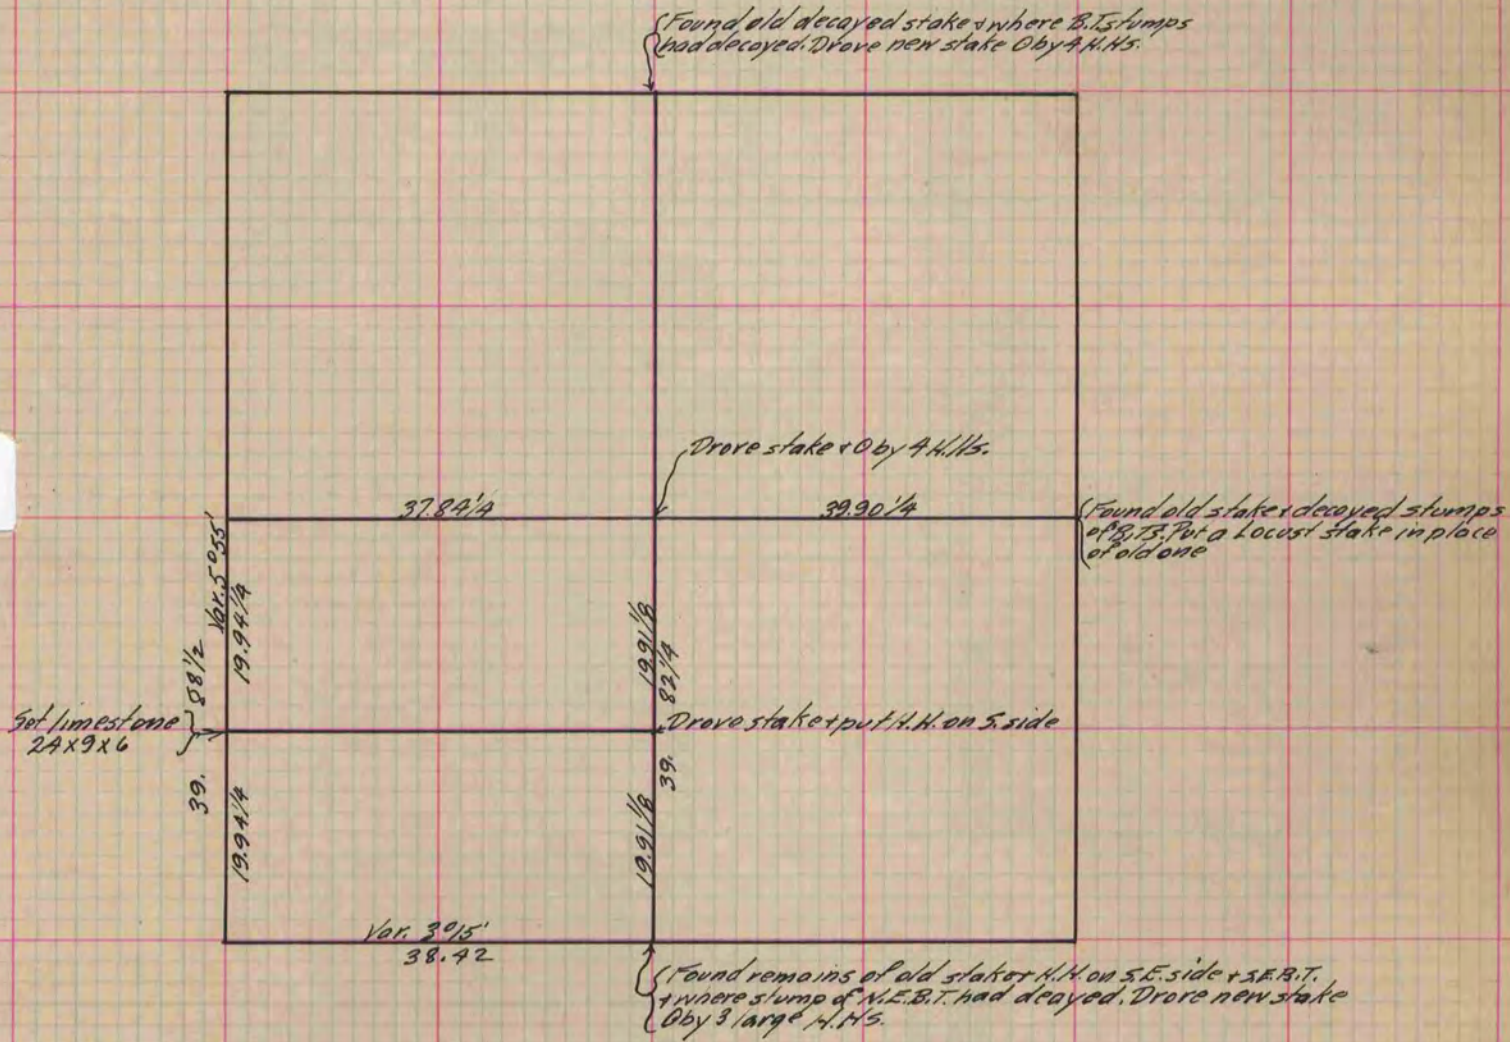 Found old decayed stake & where B.Ts stumps
had decayed. Drove new stake O by 4 H.Hs.
Drove stake & O by 4 H.Hs.
37.84 1/4
39.90 1/4
Found old stake & decayed stumps
of B.Ts. Put a Locust stake in place
of old one
Var. 5°55'
19.94 1/4
19.91 1/8
39. 88 1/2
39. 82 1/4
Set limestone
24x9x6
Drove stake & put H.H. on S. side
19.94 1/4
19.91 1/8
Var. 3°15'
38.42
Found remains of old stake & H.H. on S.E. side & S.E.B.T.
& where stump of N.E.B.T. had deayed. Drove new stake
O by 3 large H.Hs.